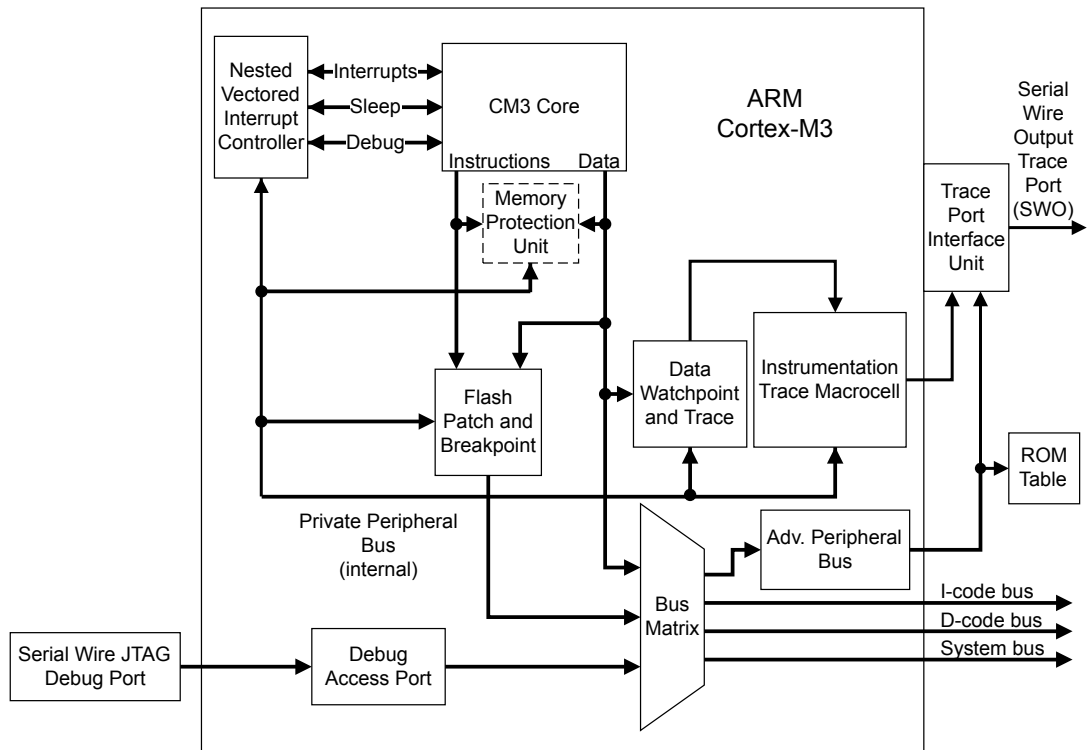 Nested
Vectored
Interrupt
Controller
Interrupts
Sleep
Debug
CM3 Core
Instructions
Data
ARM
Cortex-M3
Serial
Wire
Output
Trace
Port
(SWO)
Memory
Protection
Unit
Trace
Port
Interface
Unit
Flash
Patch and
Breakpoint
Data
Watchpoint
and Trace
Instrumentation
Trace Macrocell
ROM
Table
Private Peripheral
Bus
(internal)
Adv. Peripheral
Bus
Bus
Matrix
I-code bus
D-code bus
System bus
Serial Wire JTAG
Debug Port
Debug
Access Port